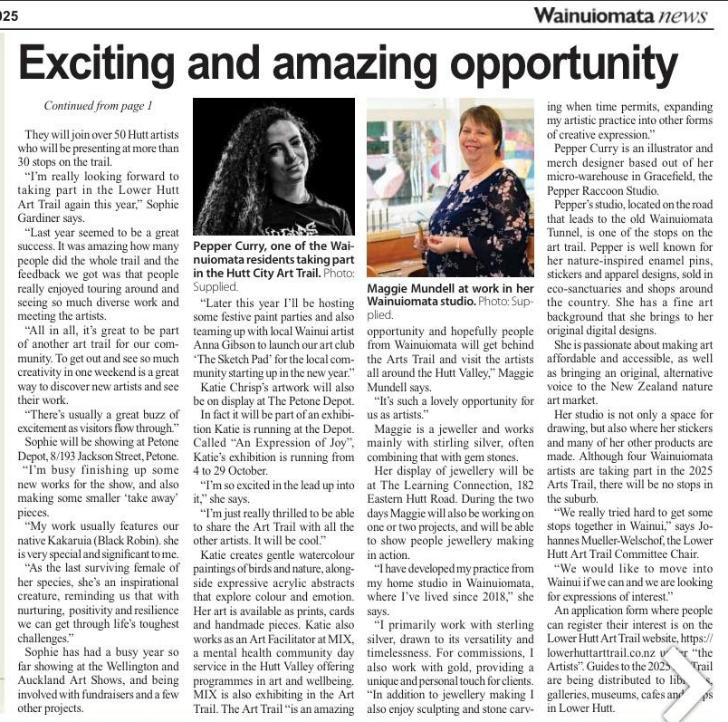 025
Wainuiomata news
Exciting and amazing opportunity
Continued from page 1
They will join over 50 Hutt artists
who will be presenting at more than
30 stops on the trail.
“I’m really looking forward to
taking part in the Lower Hutt
Art Trail again this year,” Sophie
Gardiner says.
“Last year seemed to be a great
success. It was amazing how many
people did the whole trail and the
feedback we got was that people
really enjoyed touring around and
seeing so much diverse work and
meeting the artists.
“All in all, it’s great to be part
of another art trail for our com-
munity. To get out and see so much
creativity in one weekend is a great
way to discover new artists and see
their work.
“There’s usually a great buzz of
excitement as visitors flow through.”
Sophie will be showing at Petone
Depot, 8/193 Jackson Street, Petone.
“I’m busy finishing up some
new works for the show, and also
making some smaller ‘take away’
pieces.
“My work usually features our
native Kakaruia (Black Robin). she
is very special and significant to me.
“As the last surviving female of
her species, she’s an inspirational
creature, reminding us that with
nurturing, positivity and resilience
we can get through life’s toughest
challenges.”
Sophie has had a busy year so
far showing at the Wellington and
Auckland Art Shows, and being
involved with fundraisers and a few
other projects.
Pepper Curry, one of the Wai-
nuiomata residents taking part
in the Hutt City Art Trail. Photo:
Supplied.
“Later this year I’ll be hosting
some festive paint parties and also
teaming up with local Wainui artist
Anna Gibson to launch our art club
‘The Sketch Pad’ for the local com-
munity starting up in the new year.”
Katie Chrisp’s artwork will also
be on display at The Petone Depot.
In fact it will be part of an exhibi-
tion Katie is running at the Depot.
Called “An Expression of Joy”,
Katie’s exhibition is running from
4 to 29 October.
“I’m so excited in the lead up into
it,” she says.
“I’m just really thrilled to be able
to share the Art Trail with all the
other artists. It will be cool.”
Katie creates gentle watercolour
paintings of birds and nature, along-
side expressive acrylic abstracts
that explore colour and emotion.
Her art is available as prints, cards
and handmade pieces. Katie also
works as an Art Facilitator at MIX,
a mental health community day
service in the Hutt Valley offering
programmes in art and wellbeing.
MIX is also exhibiting in the Art
Trail. The Art Trail “is an amazing
Maggie Mundell at work in her
Wainuiomata studio. Photo: Sup-
plied.
opportunity and hopefully people
from Wainuiomata will get behind
the Arts Trail and visit the artists
all around the Hutt Valley,” Maggie
Mundell says.
“It’s such a lovely opportunity for
us as artists.”
Maggie is a jeweller and works
mainly with stirling silver, often
combining that with gem stones.
Her display of jewellery will be
at The Learning Connection, 182
Eastern Hutt Road. During the two
days Maggie will also be working on
one or two projects, and will be able
to show people jewellery making
in action.
“I have developed my practice from
my home studio in Wainuiomata,
where I’ve lived since 2018,” she
says.
“I primarily work with sterling
silver, drawn to its versatility and
timelessness. For commissions, I
also work with gold, providing a
unique and personal touch for clients.
“In addition to jewellery making I
also enjoy sculpting and stone carv-
ing when time permits, expanding
my artistic practice into other forms
of creative expression.”
Pepper Curry is an illustrator and
merch designer based out of her
micro-warehouse in Gracefield, the
Pepper Raccoon Studio.
Pepper’s studio, located on the road
that leads to the old Wainuiomata
Tunnel, is one of the stops on the
art trail. Pepper is well known for
her nature-inspired enamel pins,
stickers and apparel designs, sold in
eco-sanctuaries and shops around
the country. She has a fine art
background that she brings to her
original digital designs.
She is passionate about making art
affordable and accessible, as well
as bringing an original, alternative
voice to the New Zealand nature
art market.
Her studio is not only a space for
drawing, but also where her stickers
and many of her other products are
made. Although four Wainuiomata
artists are taking part in the 2025
Arts Trail, there will be no stops in
the suburb.
“We really tried hard to get some
stops together in Wainui,” says Jo-
hannes Mueller-Welschof, the Lower
Hutt Art Trail Committee Chair.
“We would like to move into
Wainui if we can and we are looking
for expressions of interest.”
An application form where people
can register their interest is on the
Lower Hutt Art Trail website, https://
lowerhuttarttrail.co.nz “the
Artists”. Guides to the 2025 Trail
are being distributed to
galleries, museums, cafes and
in Lower Hutt.